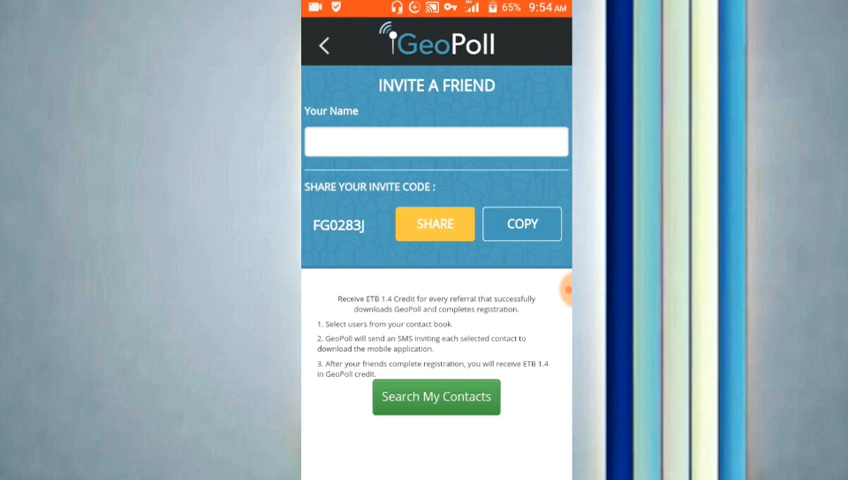 65% 9:54 AM
GeoPoll
INVITE A FRIEND
Your Name
SHARE YOUR INVITE CODE :
FG0283J SHARE COPY
Receive ETB 1.4 Credit for every referral that successfully
downloads GeoPoll and completes registration.
1. Select users from your contact book.
2. GeoPoll will send an SMS inviting each selected contact to
download the mobile application.
3. After your friends complete registration, you will receive ETB 1.4
in GeoPoll credit.
Search My Contacts